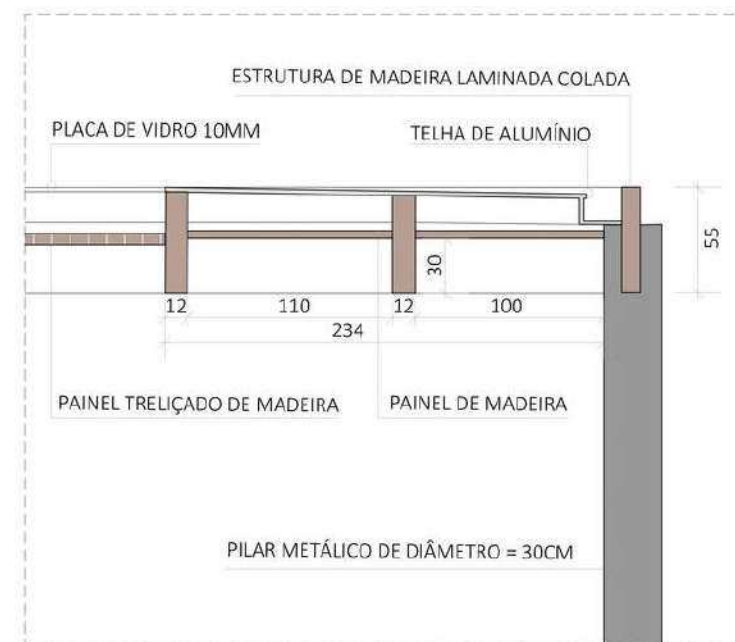 ESTRUTURA DE MADEIRA LAMINADA COLADA
PLACA DE VIDRO 10MM
TELHA DE ALUMÍNIO
55
30
12
110
12
100
234
PAINEL TRELIÇADO DE MADEIRA
PAINEL DE MADEIRA
PILAR METÁLICO DE DIÂMETRO = 30CM